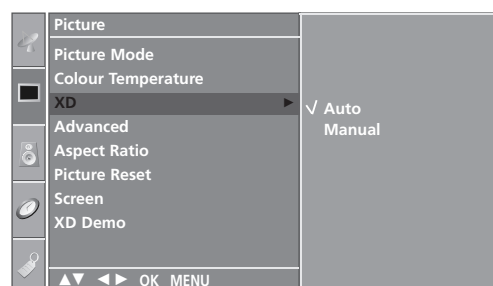 Picture
Picture Mode
Colour Temperature
XD ►
Advanced
Aspect Ratio
Picture Reset
Screen
XD Demo
√ Auto
Manual
▲▼ ◄► OK MENU